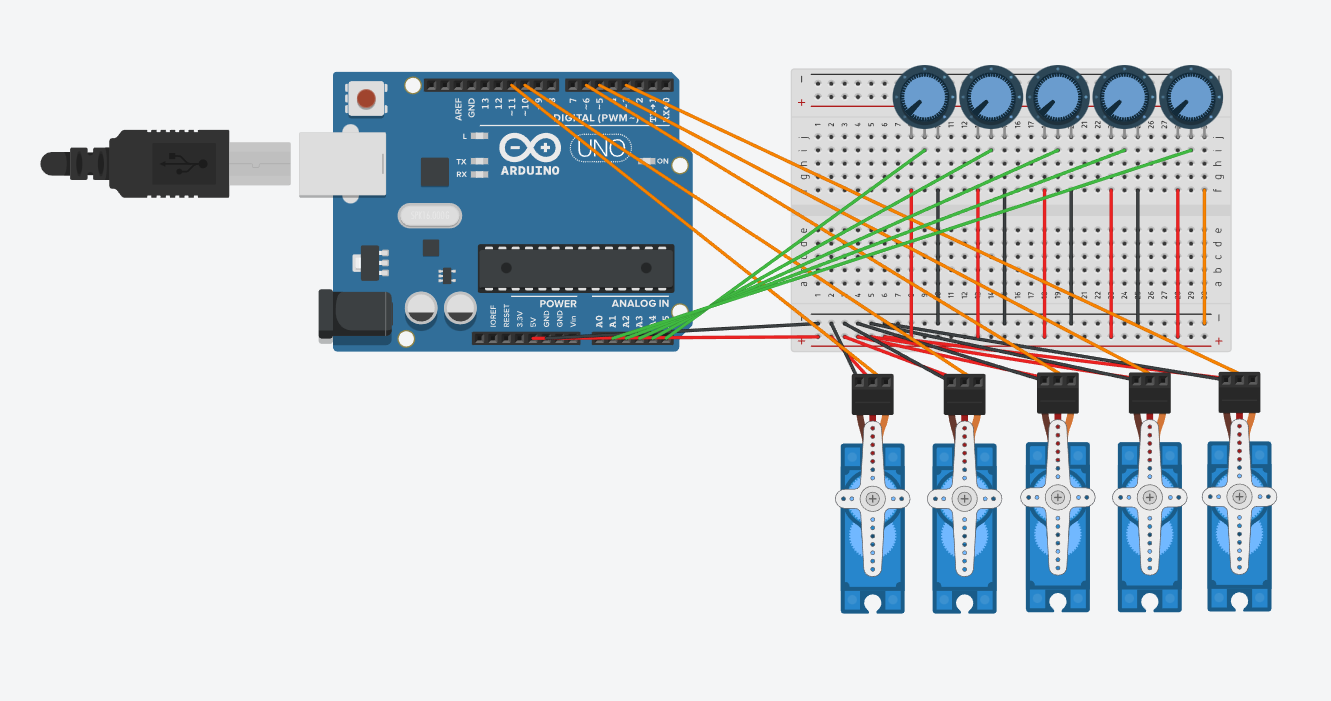 AREF
GND
13
12
~11
~10
~9
8
7
~6
~5
4
~3
2
TX→1
RX←0
DIGITAL (PWM ~)
L
TX
RX
ARDUINO
UNO
ON
POWER
ANALOG IN
IOREF
RESET
3.3V
5V
GND
GND
Vin
A0
A1
A2
A3
A4
A5